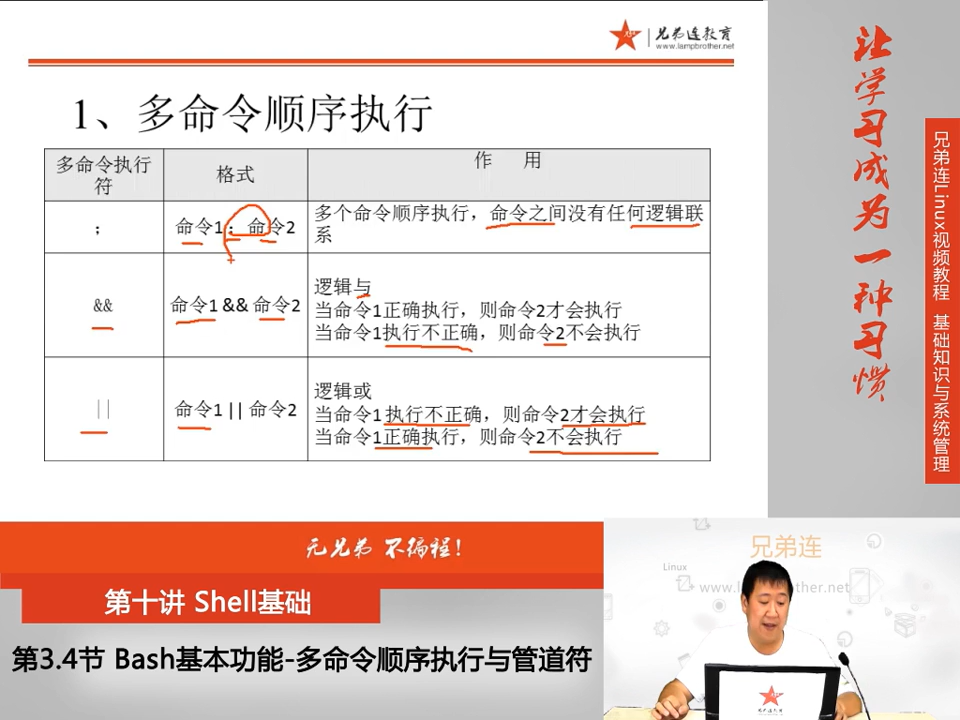 兄弟连教育
www.lampbrother.net
1、多命令顺序执行
多命令执行符
格式
作 用
;
命令1 ; 命令2
多个命令顺序执行，命令之间没有任何逻辑联
系
&&
命令1 && 命令2
逻辑与
当命令1正确执行，则命令2才会执行
当命令1执行不正确，则命令2不会执行
||
命令1 || 命令2
逻辑或
当命令1 执行不正确，则命令2才会执行
当命令1正确执行，则命令2不会执行
让学习成为一种习惯
兄弟连Linux视频教程 基础知识与系统管理
无兄弟 不编程！
第十讲 Shell基础
第3.4节 Bash基本功能-多命令顺序执行与管道符
兄弟连
Linux